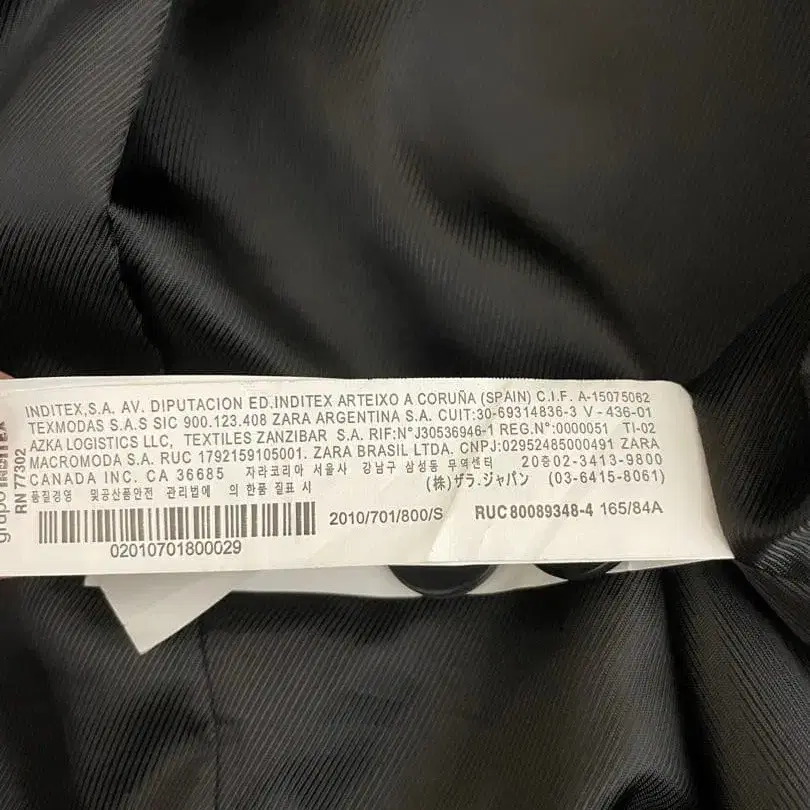 grupo INDITEX
RN 77302
INDITEX,S.A. AV. DIPUTACION ED.INDITEX ARTEIXO A CORUÑA (SPAIN) C.I.F. A-15075062
TEXMODAS S.A.S SIC 900.123.408 ZARA ARGENTINA S.A. CUIT:30-69314836-3 V - 436-01
AZKA LOGISTICS LLC, TEXTILES ZANZIBAR S.A. RIF:N°J30536946-1 REG.N°0000051 TI-02
MACROMODA S.A. RUC 1792159105001. ZARA BRASIL LTDA. CNPJ:02952485000491 ZARA
CANADA INC. CA 36685 자라코리아 서울사 강남구 삼성동 무역센터 20층02-3413-9800
품질경영 및공산품안전 관리법에 의한품질표시 (株)ザラ.ジャパン (03-6415-8061)
2010/701/800/S RUC80089348-4 165/84A
02010701800029